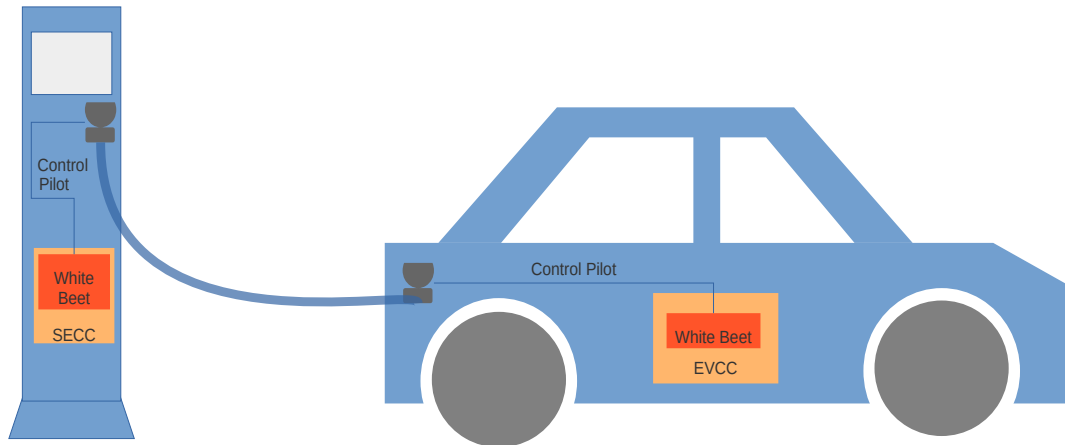 Control
Pilot
White
Beet
SECC
Control Pilot
White Beet
EVCC